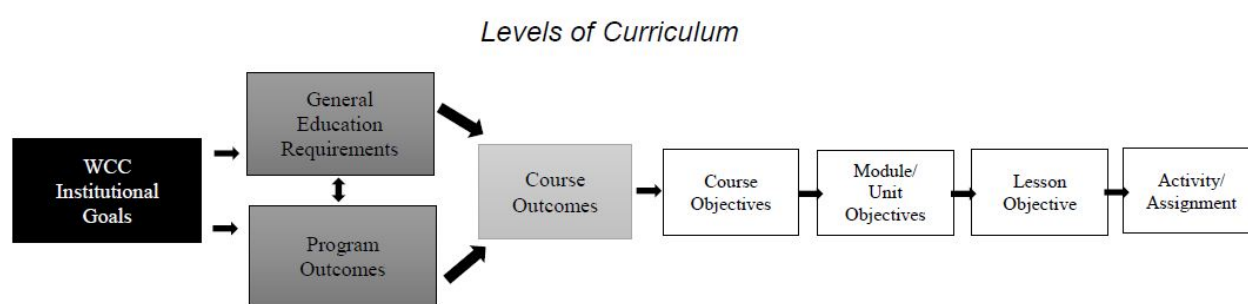 Levels of Curriculum
WCC
Institutional
Goals
General
Education
Requirements
Program
Outcomes
Course
Outcomes
Course
Objectives
Module/
Unit
Objectives
Lesson
Objective
Activity/
Assignment